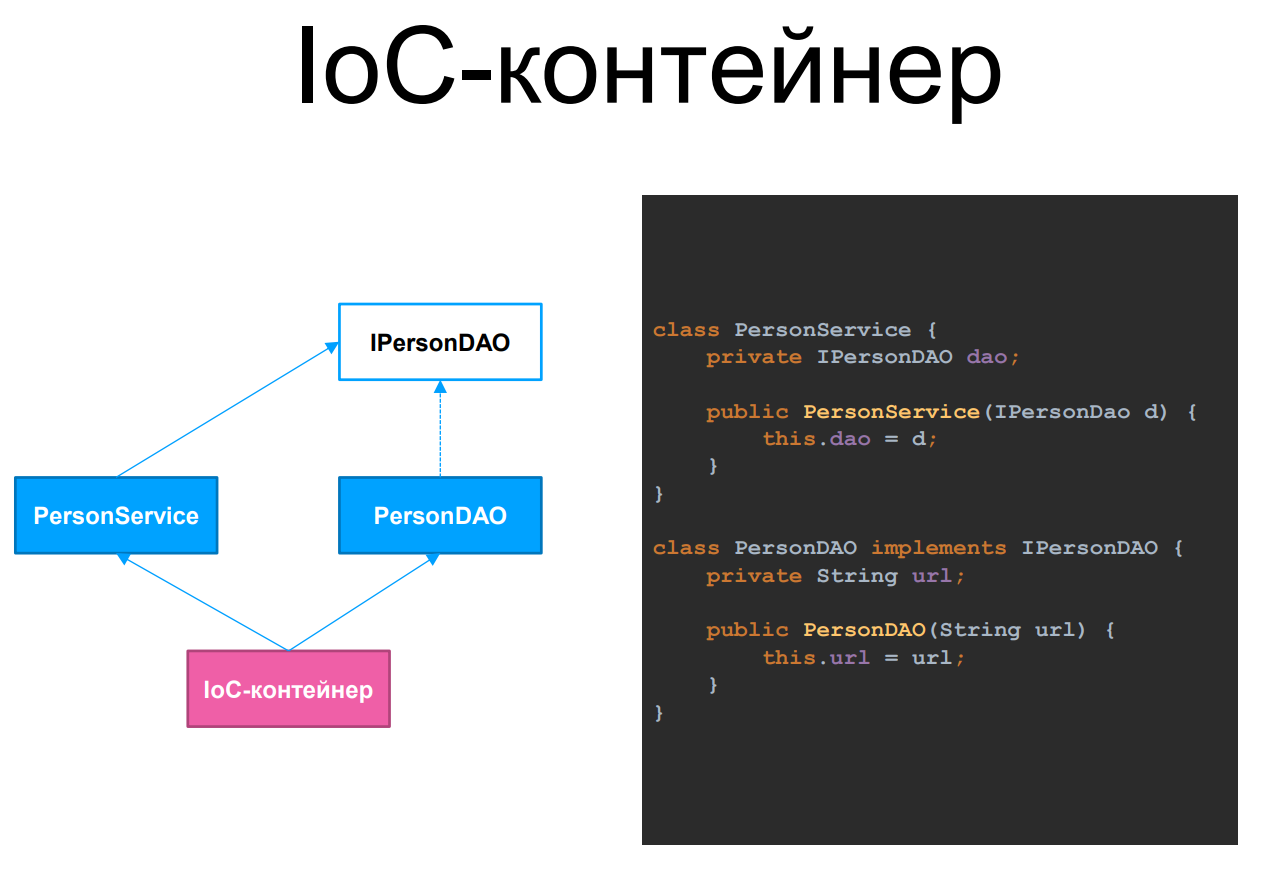 IoC-контейнер
IPersonDAO
PersonService
PersonDAO
IoC-контейнер
class PersonService {
    private IPersonDAO dao;

    public PersonService(IPersonDao d) {
        this.dao = d;
    }
}

class PersonDAO implements IPersonDAO {
    private String url;

    public PersonDAO(String url) {
        this.url = url;
    }
}